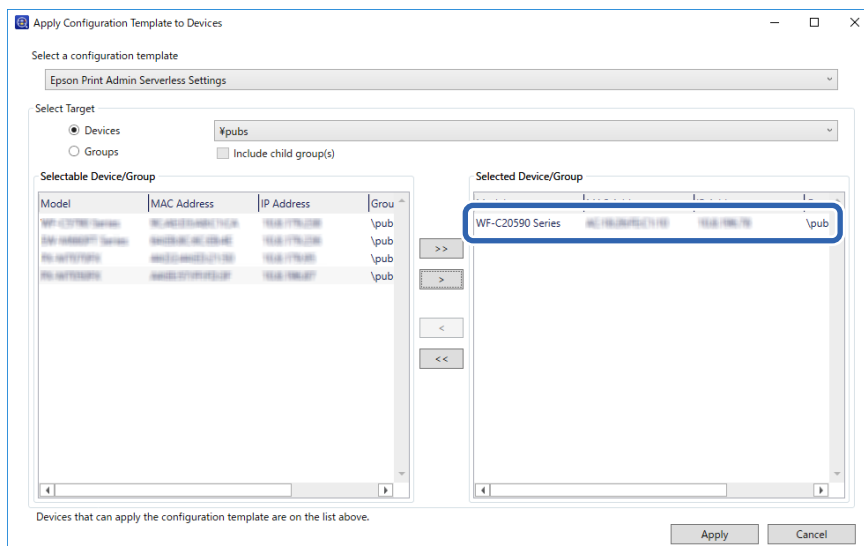 Apply Configuration Template to Devices
Select a configuration template
Epson Print Admin Serverless Settings
Select Target
Devices
¥pubs
Groups
Include child group(s)
Selectable Device/Group
Model MAC Address IP Address Grou
\pub
\pub
\pub
\pub
>>
>
<
<<
Selected Device/Group
WF-C20590 Series \pub
Devices that can apply the configuration template are on the list above.
Apply Cancel